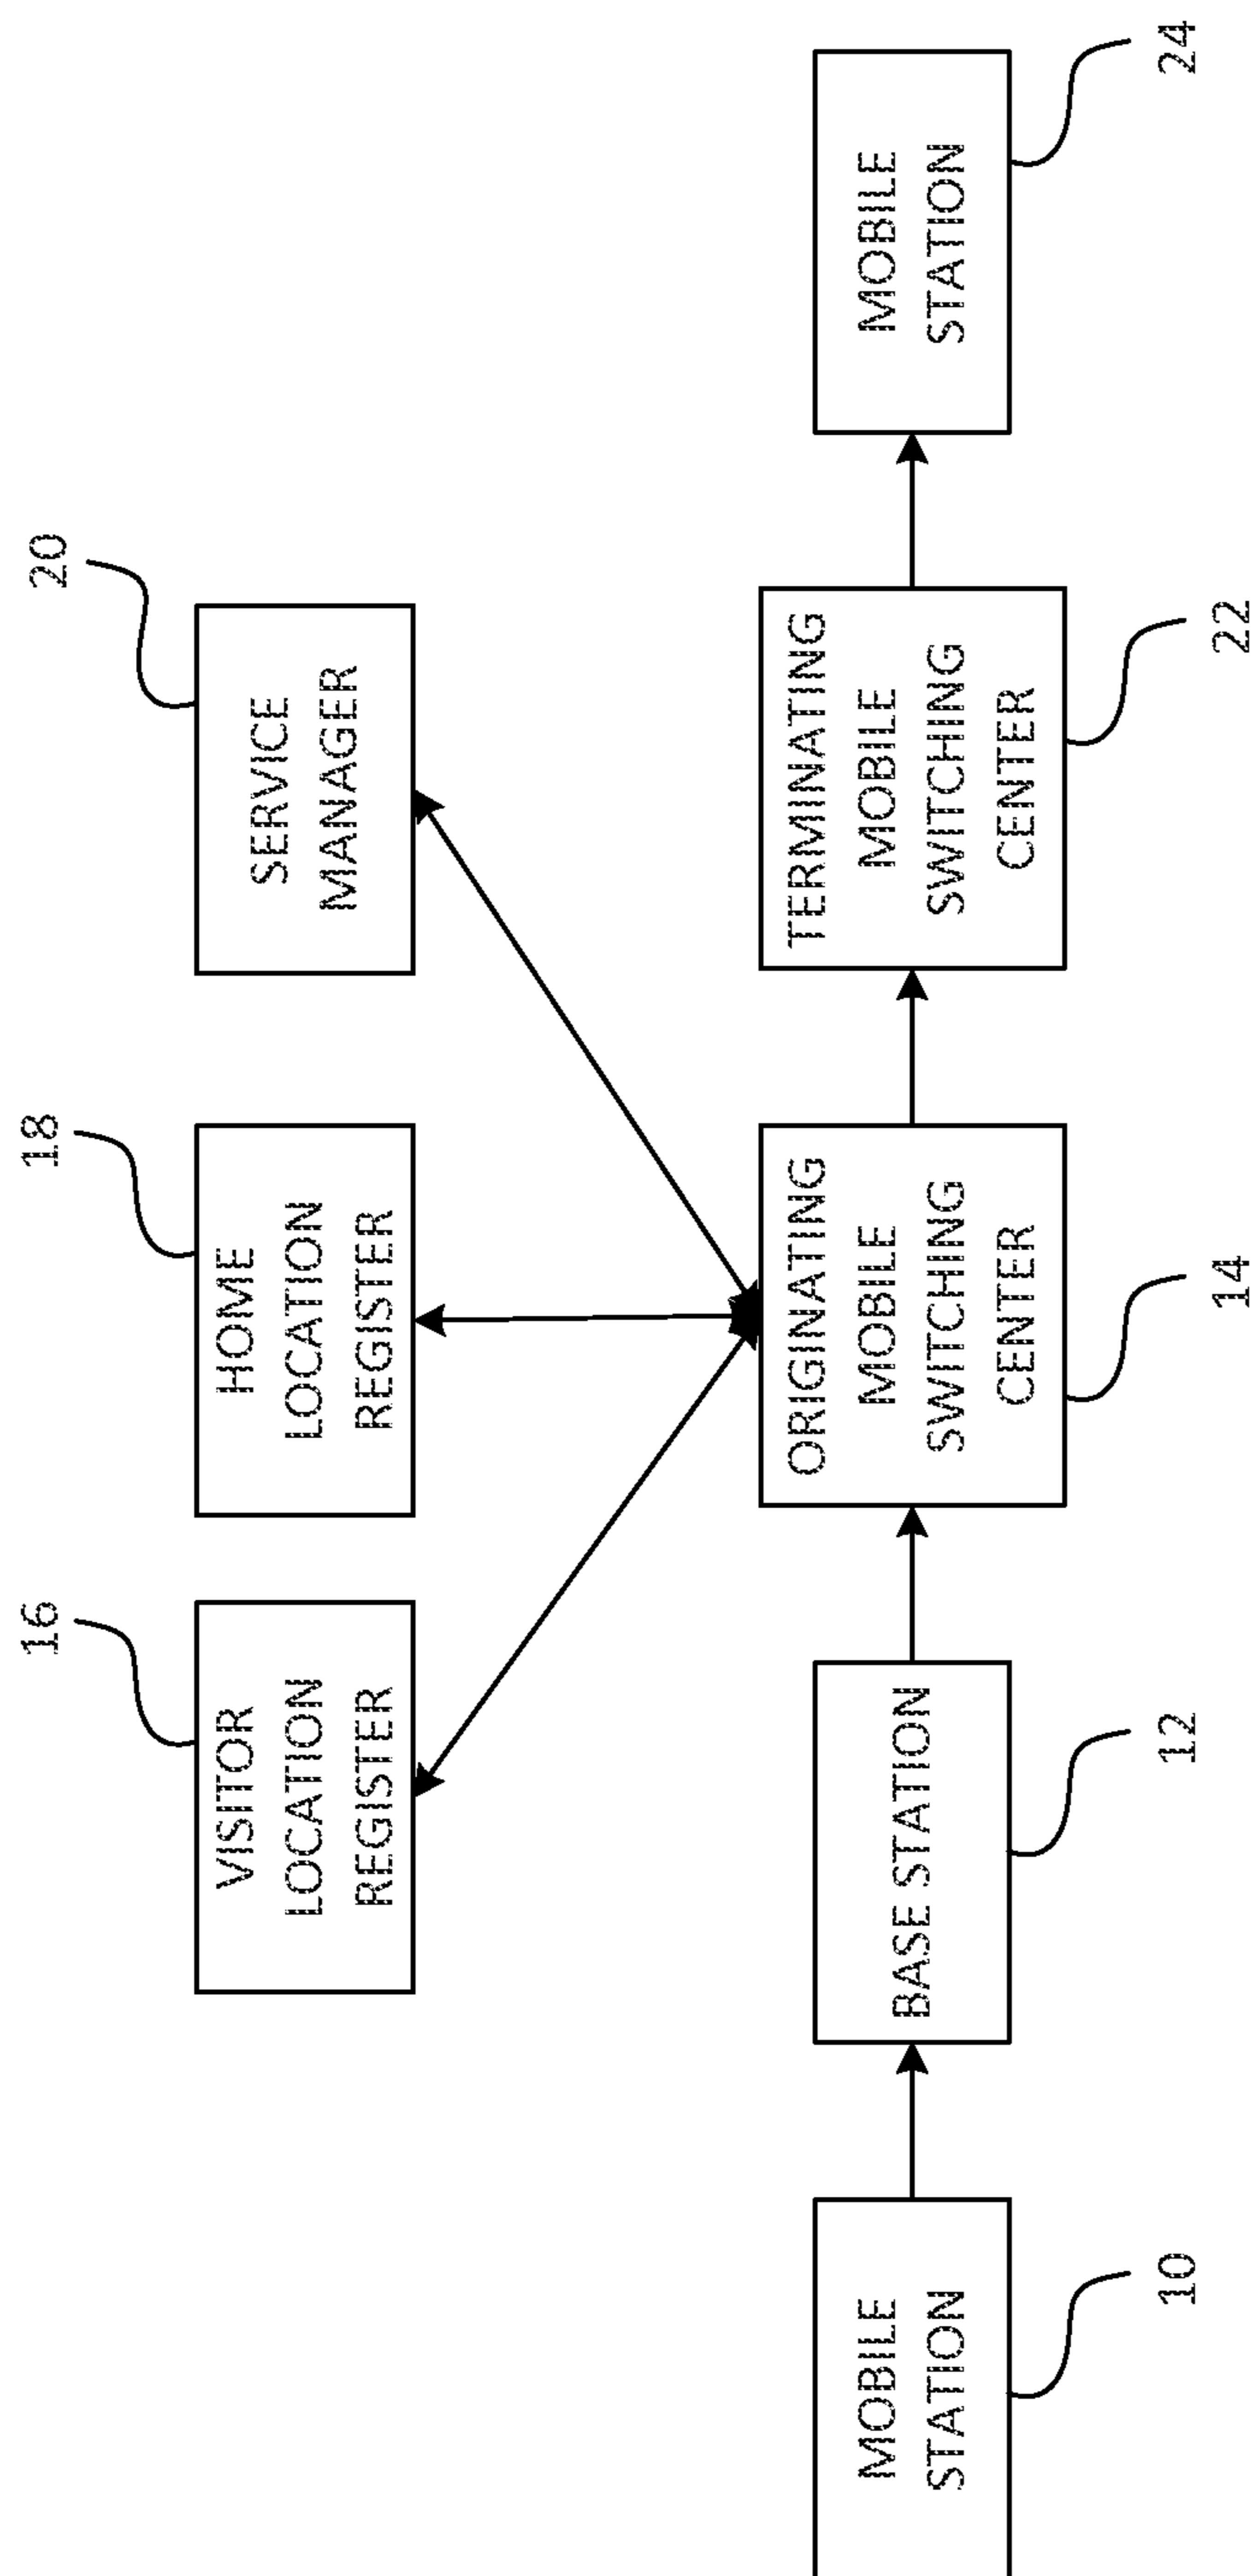 16
18
20
VISITOR
LOCATION
REGISTER
HOME
LOCATION
REGISTER
SERVICE
MANAGER
MOBILE
STATION
BASE STATION
ORIGINATING
MOBILE
SWITCHING
CENTER
TERMINATING
MOBILE
SWITCHING
CENTER
MOBILE
STATION
10
12
14
22
24